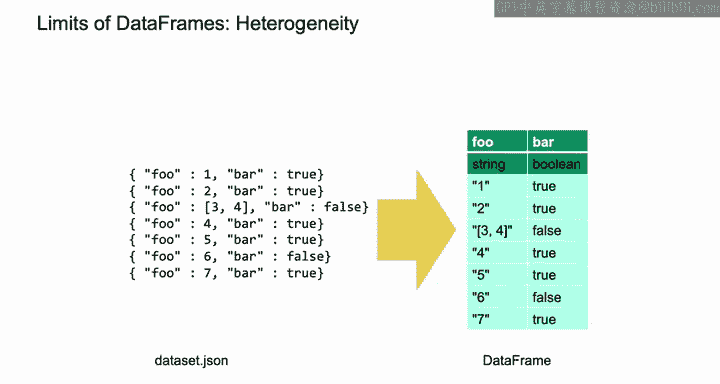 Limits of DataFrames: Heterogeneity
{ "foo" : 1, "bar" : true}
{ "foo" : 2, "bar" : true}
{ "foo" : [3, 4], "bar" : false}
{ "foo" : 4, "bar" : true}
{ "foo" : 5, "bar" : true}
{ "foo" : 6, "bar" : false}
{ "foo" : 7, "bar" : true}
dataset.json
foo bar
string boolean
"1" true
"2" true
"[3, 4]" false
"4" true
"5" true
"6" false
"7" true
DataFrame